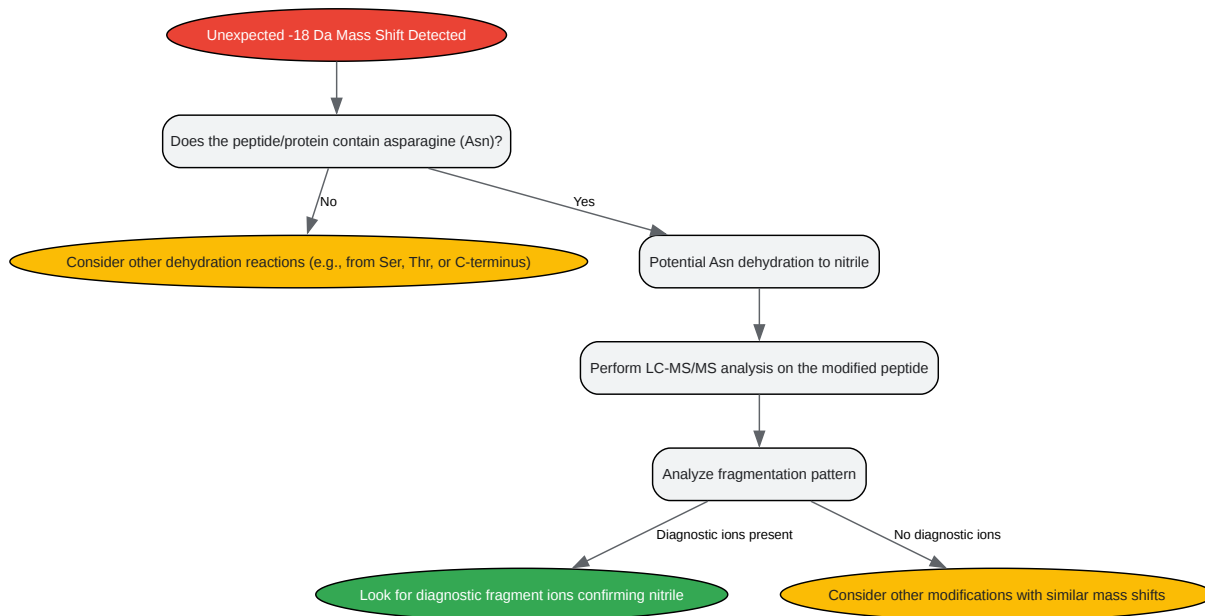 Unexpected -18 Da Mass Shift Detected
Does the peptide/protein contain asparagine (Asn)?
No
Yes
Consider other dehydration reactions (e.g., from Ser, Thr, or C-terminus)
Potential Asn dehydration to nitrile
Perform LC-MS/MS analysis on the modified peptide
Analyze fragmentation pattern
Diagnostic ions present
No diagnostic ions
Look for diagnostic fragment ions confirming nitrile
Consider other modifications with similar mass shifts